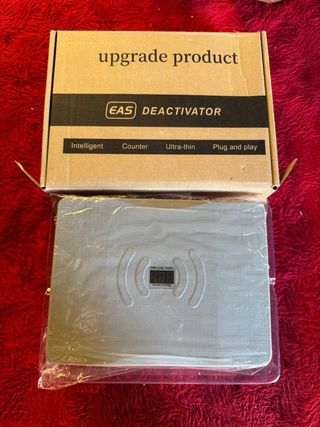 upgrade product
EAS DEACTIVATOR
Intelligent Counter Ultra-thin Plug and play